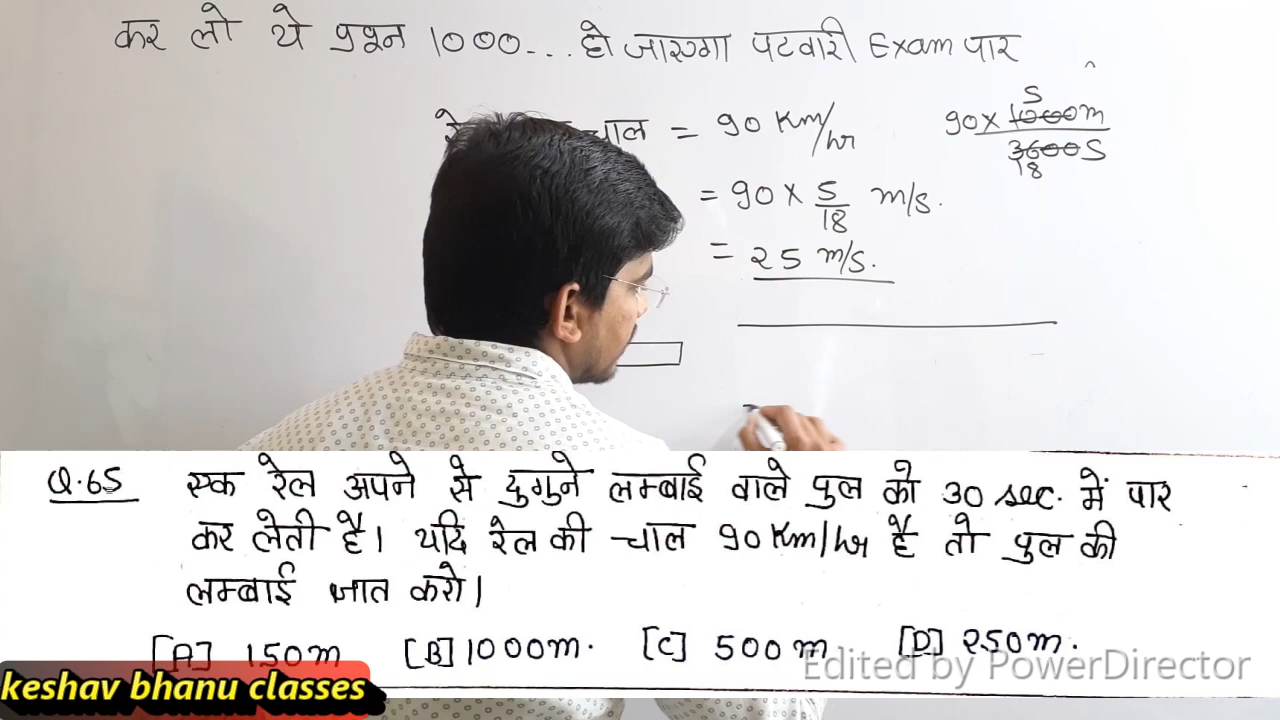 कर लो ये प्रश्न 1000... हो जाएगा पटवारी Exam पार
चाल = 90 Km/hr
90 × 1000m / 3600 S
5
18
= 90 × 5/18 m/s.
= 25 m/s.
Q.65 एक रेल अपने से दुगुने लम्बाई वाले पुल को 30 sec. में पार
कर लेती है। यदि रेल की चाल 90 Km/hr है तो पुल की
लम्बाई ज्ञात करो।
[A] 150m [B] 1000m. [C] 500m [D] 250m.
Edited by PowerDirector
keshav bhanu classes